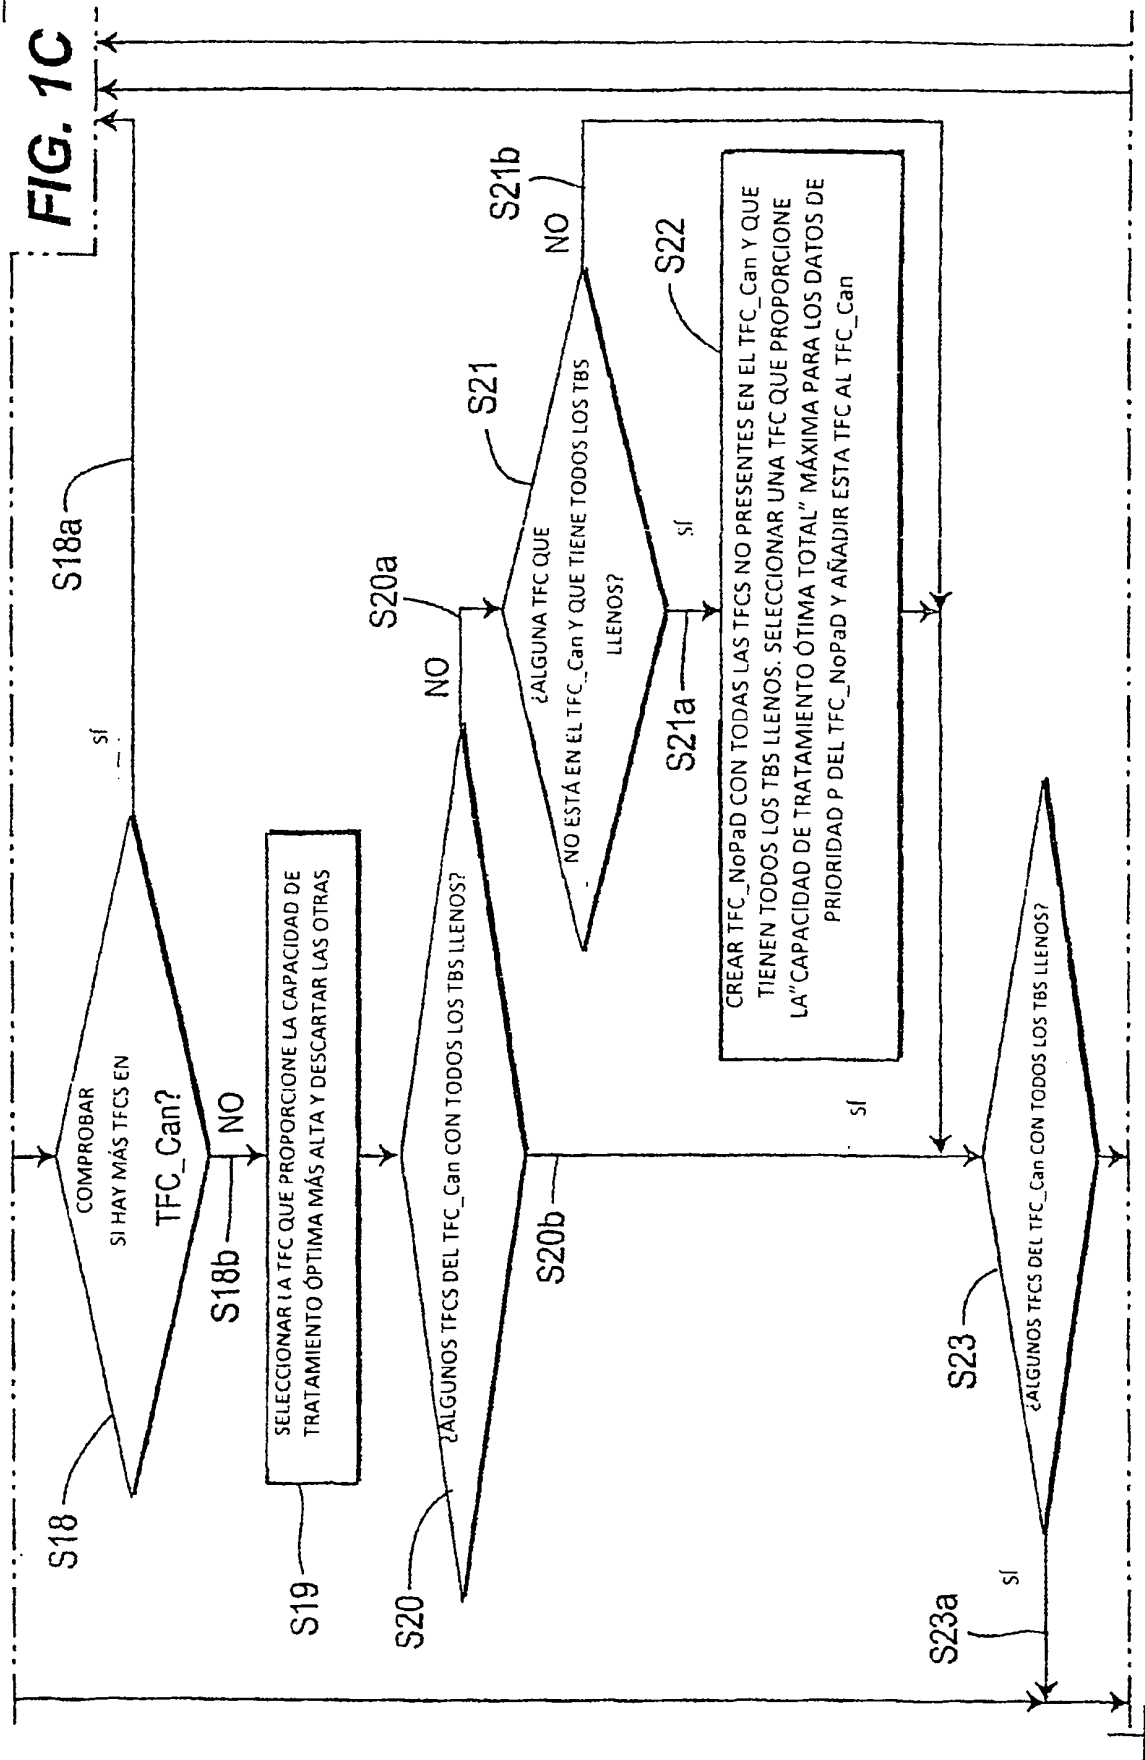 FIG. 1C
S18
COMPROBAR
SI HAY MÁS TFCS EN
TFC_Can?
sí
S18a
NO
S18b
SELECCIONAR LA TFC QUE PROPORCIONE LA CAPACIDAD DE
TRATAMIENTO ÓPTIMA MÁS ALTA Y DESCARTAR LAS OTRAS
S19
¿ALGUNOS TFCS DEL TFC_Can CON TODOS LOS TBS LLENOS?
S20
NO
S20a
S20b
sí
¿ALGUNA TFC QUE
NO ESTÁ EN EL TFC_Can Y QUE TIENE TODOS LOS TBS
LLENOS?
S21
NO
S21b
sí
S21a
S22
CREAR TFC_NoPaD CON TODAS LAS TFCS NO PRESENTES EN EL TFC_Can Y QUE
TIENEN TODOS LOS TBS LLENOS. SELECCIONAR UNA TFC QUE PROPORCIONE
LA"CAPACIDAD DE TRATAMIENTO ÓTIMA TOTAL" MÁXIMA PARA LOS DATOS DE
PRIORIDAD P DEL TFC_NoPaD Y AÑADIR ESTA TFC AL TFC_Can
¿ALGUNOS TFCS DEL TFC_Can CON TODOS LOS TBS LLENOS?
S23
sí
S23a